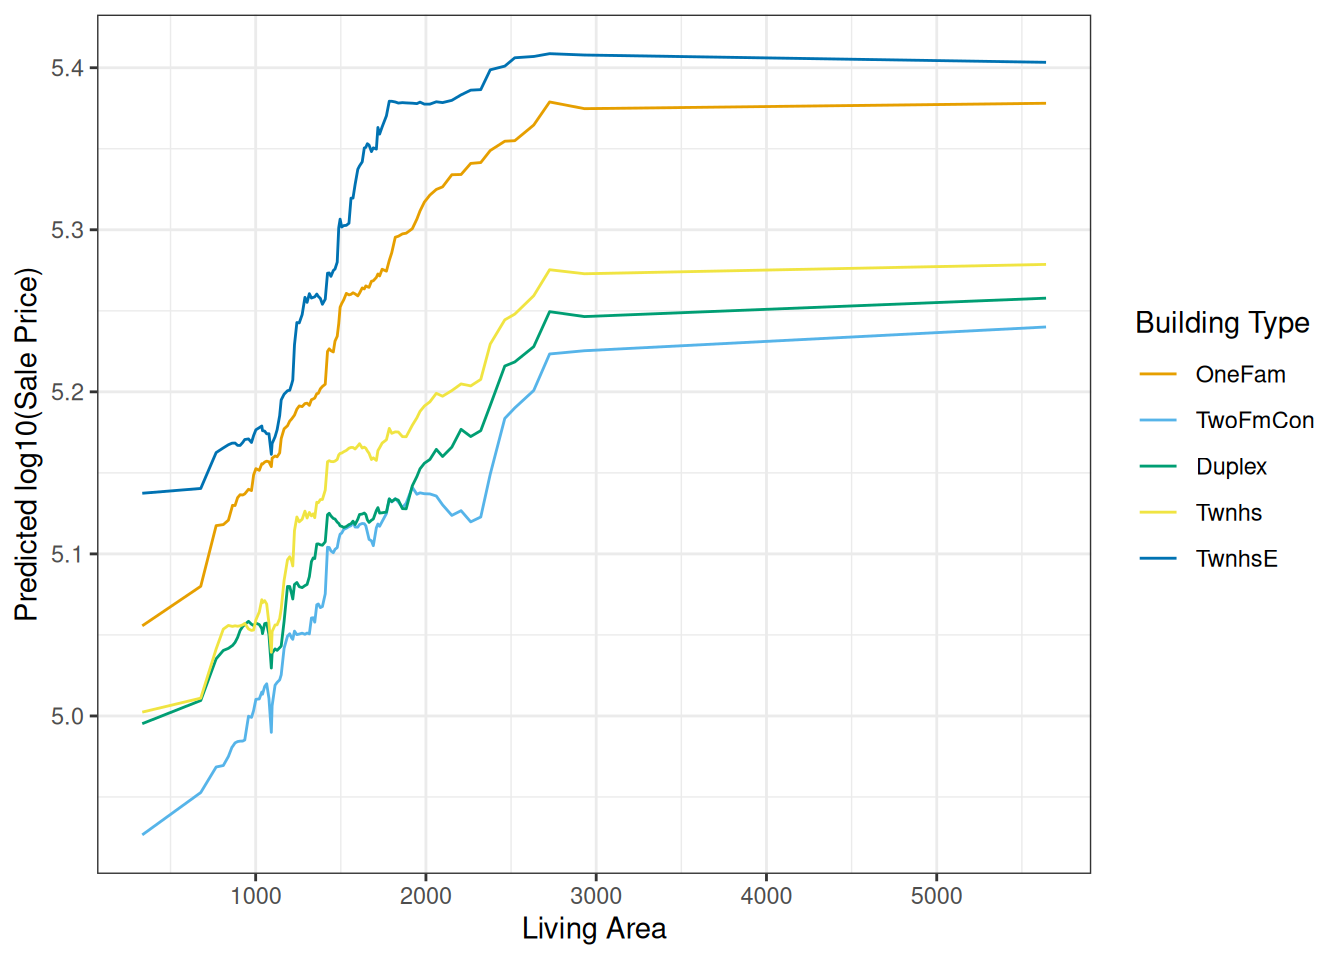 5.4
5.3
5.2
5.1
5.0
Predicted log10(Sale Price)
1000 2000 3000 4000 5000
Living Area
Building Type
OneFam
TwoFmCon
Duplex
Twnhs
TwnhsE